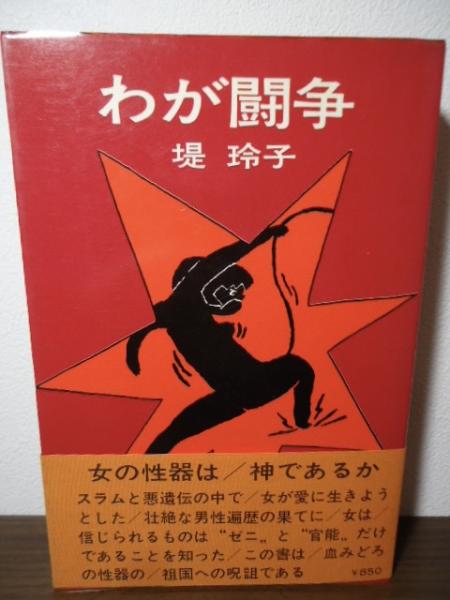 わが闘争
堤 玲子
女の性器は／神であるか
スラムと悪遺伝の中で／女が愛に生きよう
とした／壮絶な男性遍歴の果てに／女は／
信じられるものは〝ゼニ〟と〝官能〟だけ
であることを知った／この書は／血みどろ
の性器の／祖国への呪詛である
¥850